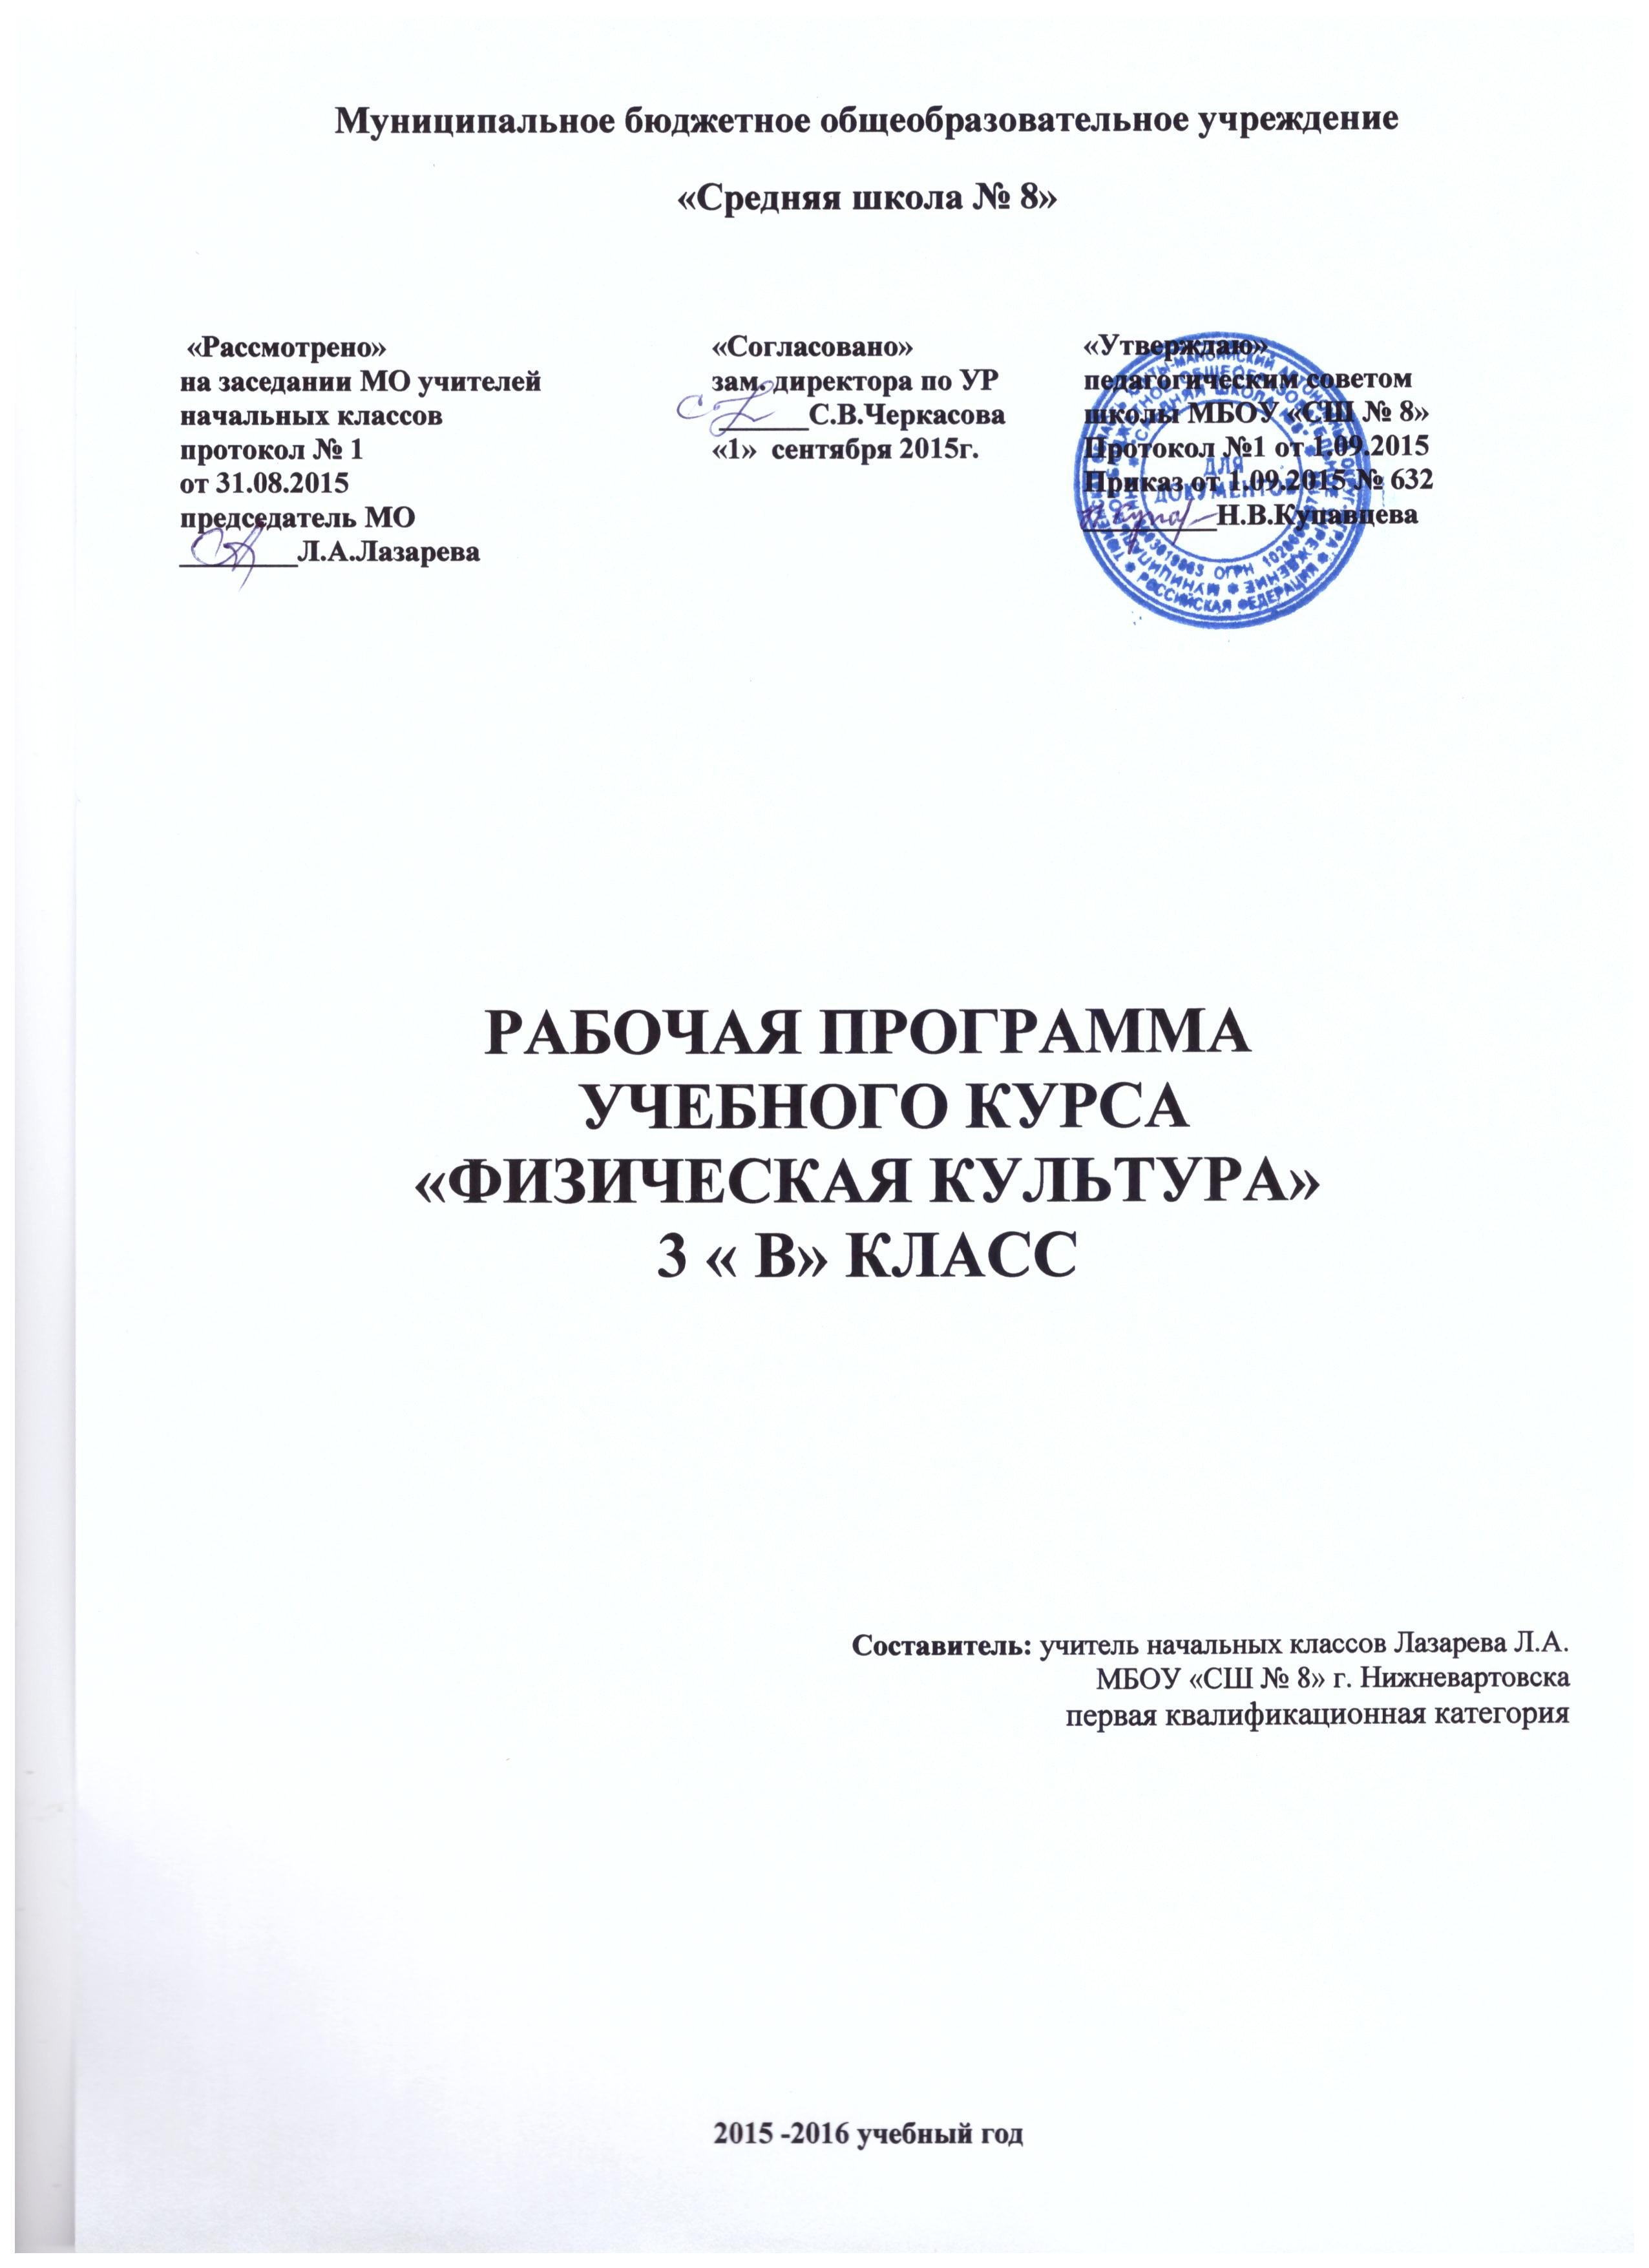 Муниципальное бюджетное общеобразовательное учреждение
«Средняя школа № 8»
«Рассмотрено»
на заседании МО учителей
начальных классов
протокол № 1
от 31.08.2015
председатель МО
________Л.А.Лазарева
«Согласовано»
зам. директора по УР
______С.В.Черкасова
«1» сентября 2015г.
«Утверждаю»
педагогическим советом
школы МБОУ «СШ № 8»
Протокол №1 от 1.09.2015
Приказ от 1.09.2015 № 632
_________Н.В.Купавцева
ДЛЯ
ДОКУМЕНТОВ
РОССИЙСКАЯ ФЕДЕРАЦИЯ
РАБОЧАЯ ПРОГРАММА
УЧЕБНОГО КУРСА
«ФИЗИЧЕСКАЯ КУЛЬТУРА»
3 « В» КЛАСС
Составитель: учитель начальных классов Лазарева Л.А.
МБОУ «СШ № 8» г. Нижневартовска
первая квалификационная категория
2015 -2016 учебный год